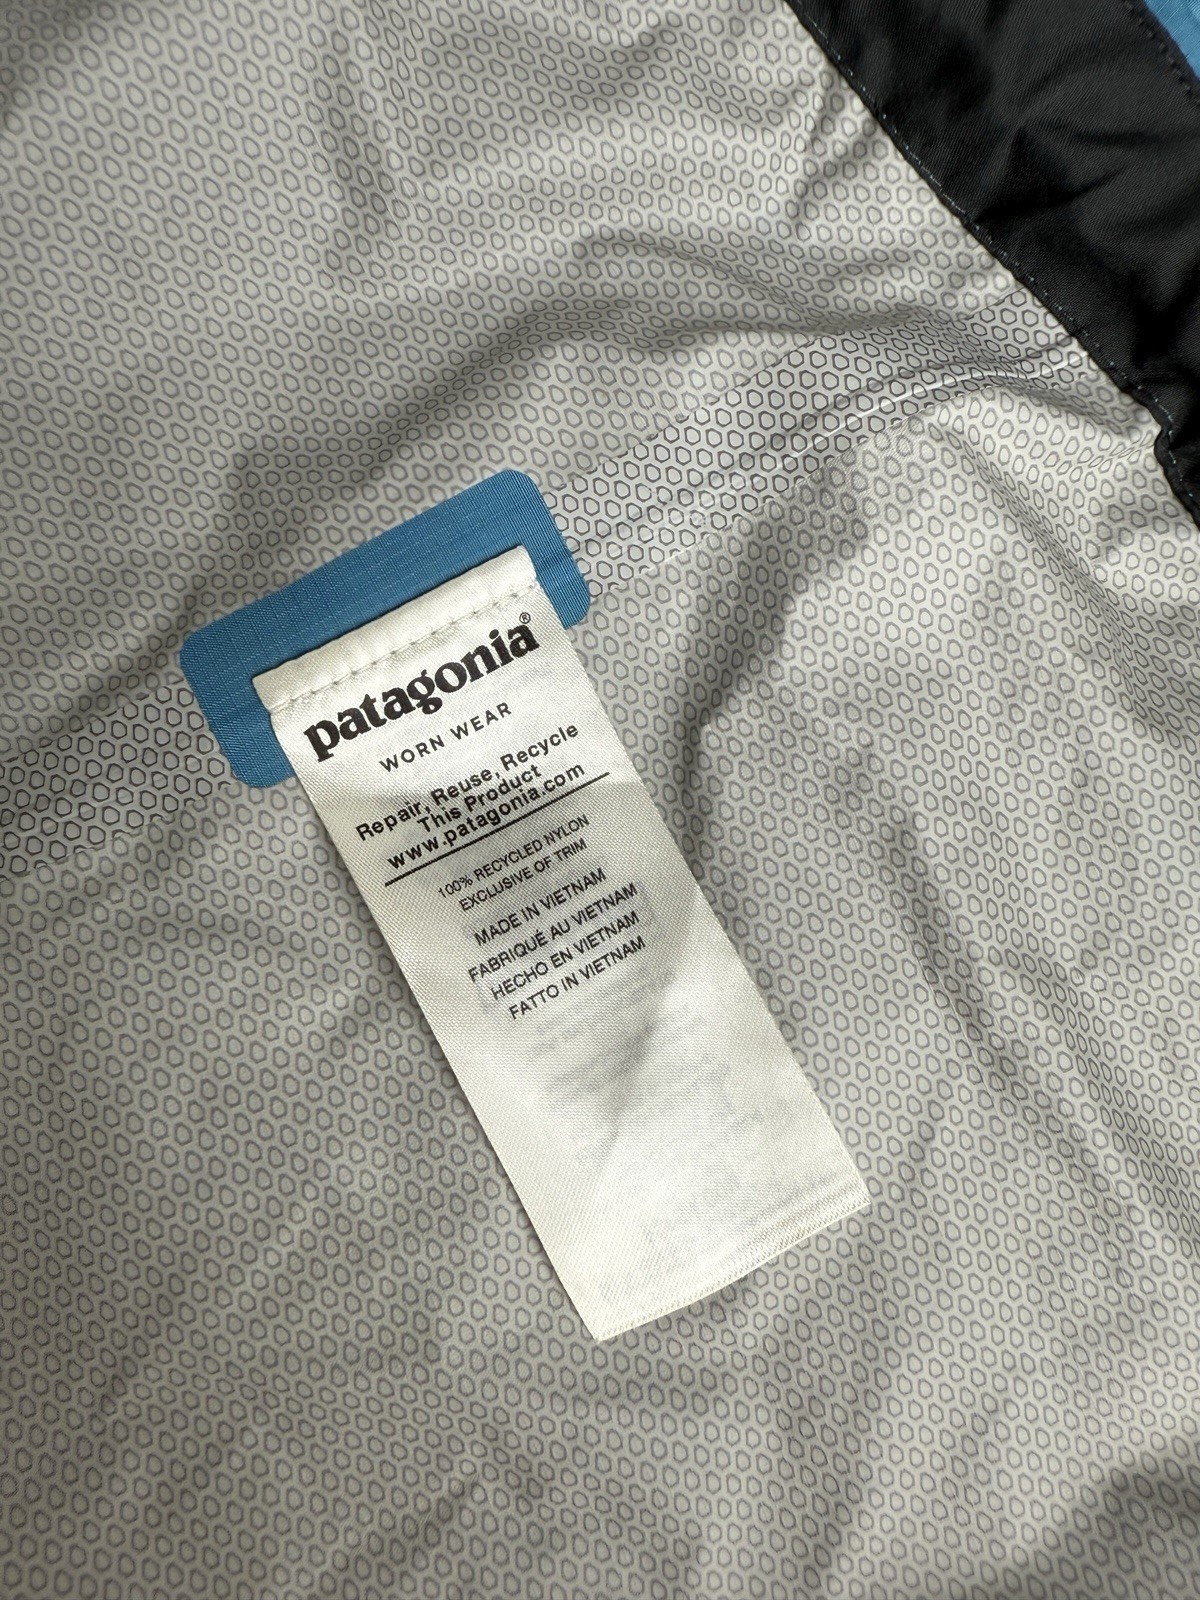 patagonia®
WORN WEAR
Repair, Reuse, Recycle
This Product
www.patagonia.com
100% RECYCLED NYLON
EXCLUSIVE OF TRIM
MADE IN VIETNAM
FABRIQUÉ AU VIETNAM
HECHO EN VIETNAM
FATTO IN VIETNAM